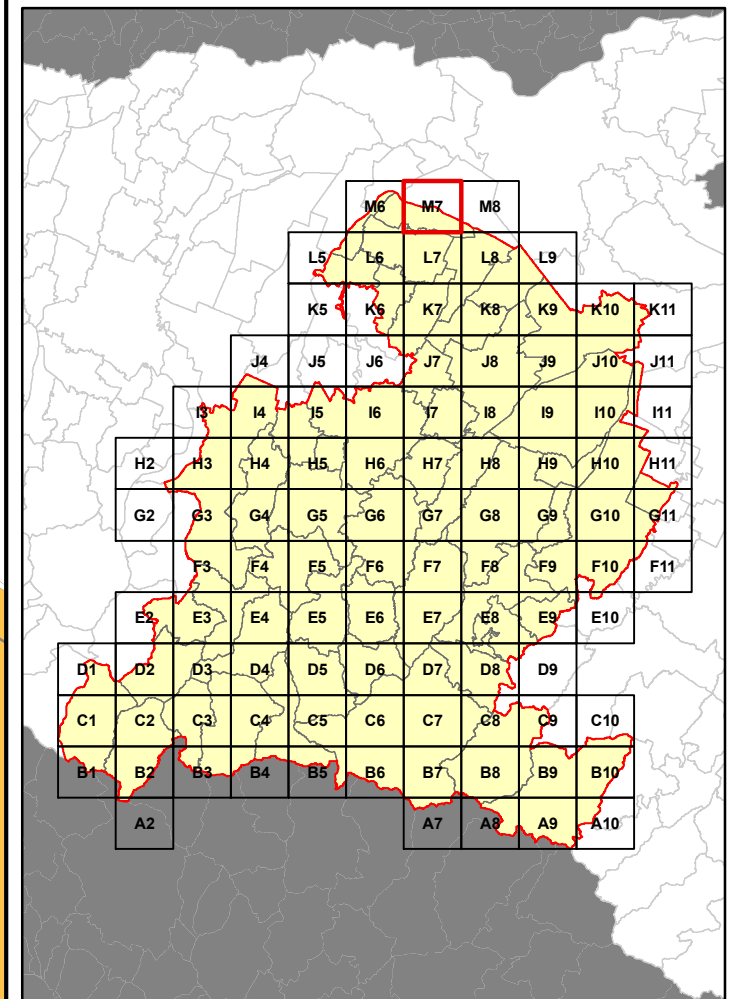 M6 M7 M8
L5 L6 L7 L8 L9
K5 K6 K7 K8 K9 K10 K11
J4 J5 J6 J7 J8 J9 J10 J11
I3 I4 I5 I6 I7 I8 I9 I10 I11
H2 H3 H4 H5 H6 H7 H8 H9 H10 H11
G2 G3 G4 G5 G6 G7 G8 G9 G10 G11
F3 F4 F5 F6 F7 F8 F9 F10 F11
E2 E3 E4 E5 E6 E7 E8 E9 E10
D1 D2 D3 D4 D5 D6 D7 D8 D9
C1 C2 C3 C4 C5 C6 C7 C8 C9 C10
B1 B2 B3 B4 B5 B6 B7 B8 B9 B10
A2 A7 A8 A9 A10